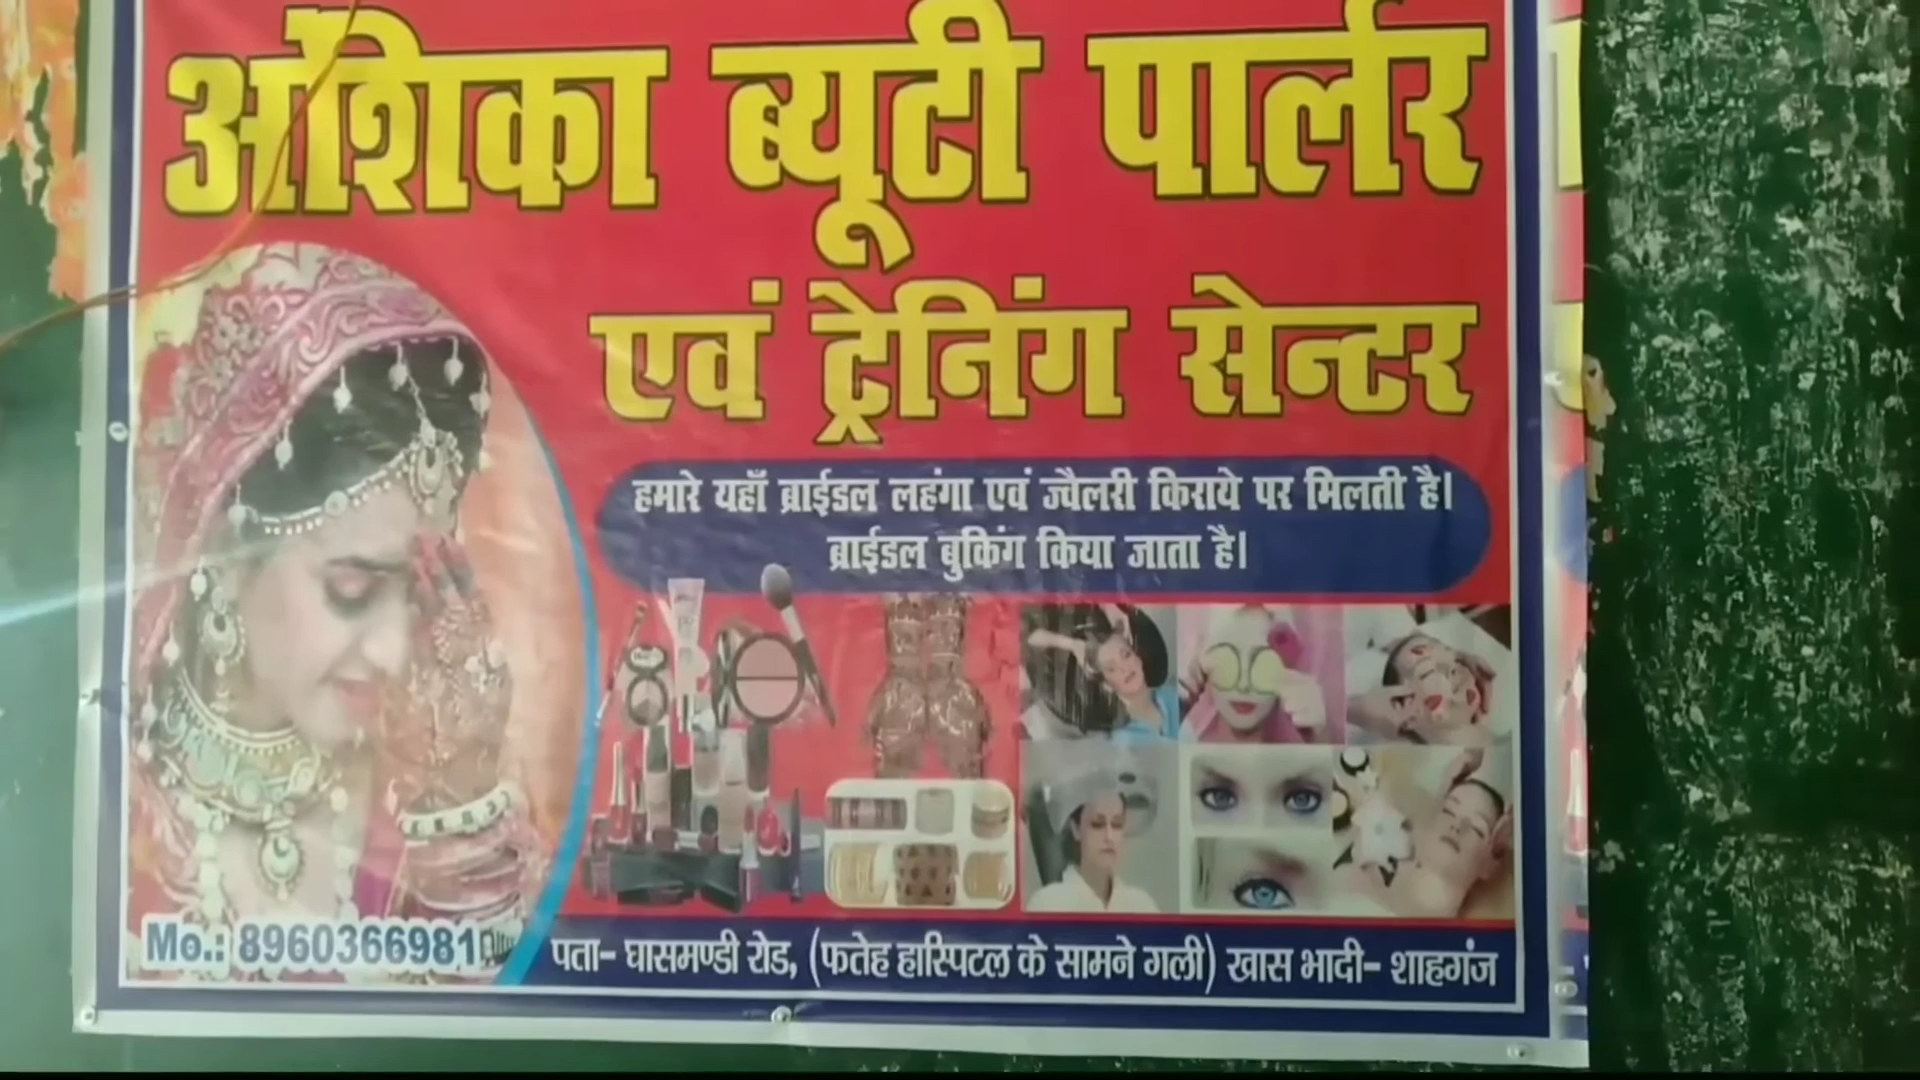 अंशिका ब्यूटी पार्लर
एवं ट्रेनिंग सेन्टर
हमारे यहाँ ब्राईडल लहंगा एवं ज्वैलरी किराये पर मिलती है।
ब्राईडल बुकिंग किया जाता है।
Mo.: 8960366981
पता- घासमण्डी रोड, (फतेह हास्पिटल के सामने गली) खास भादी- शाहगंज